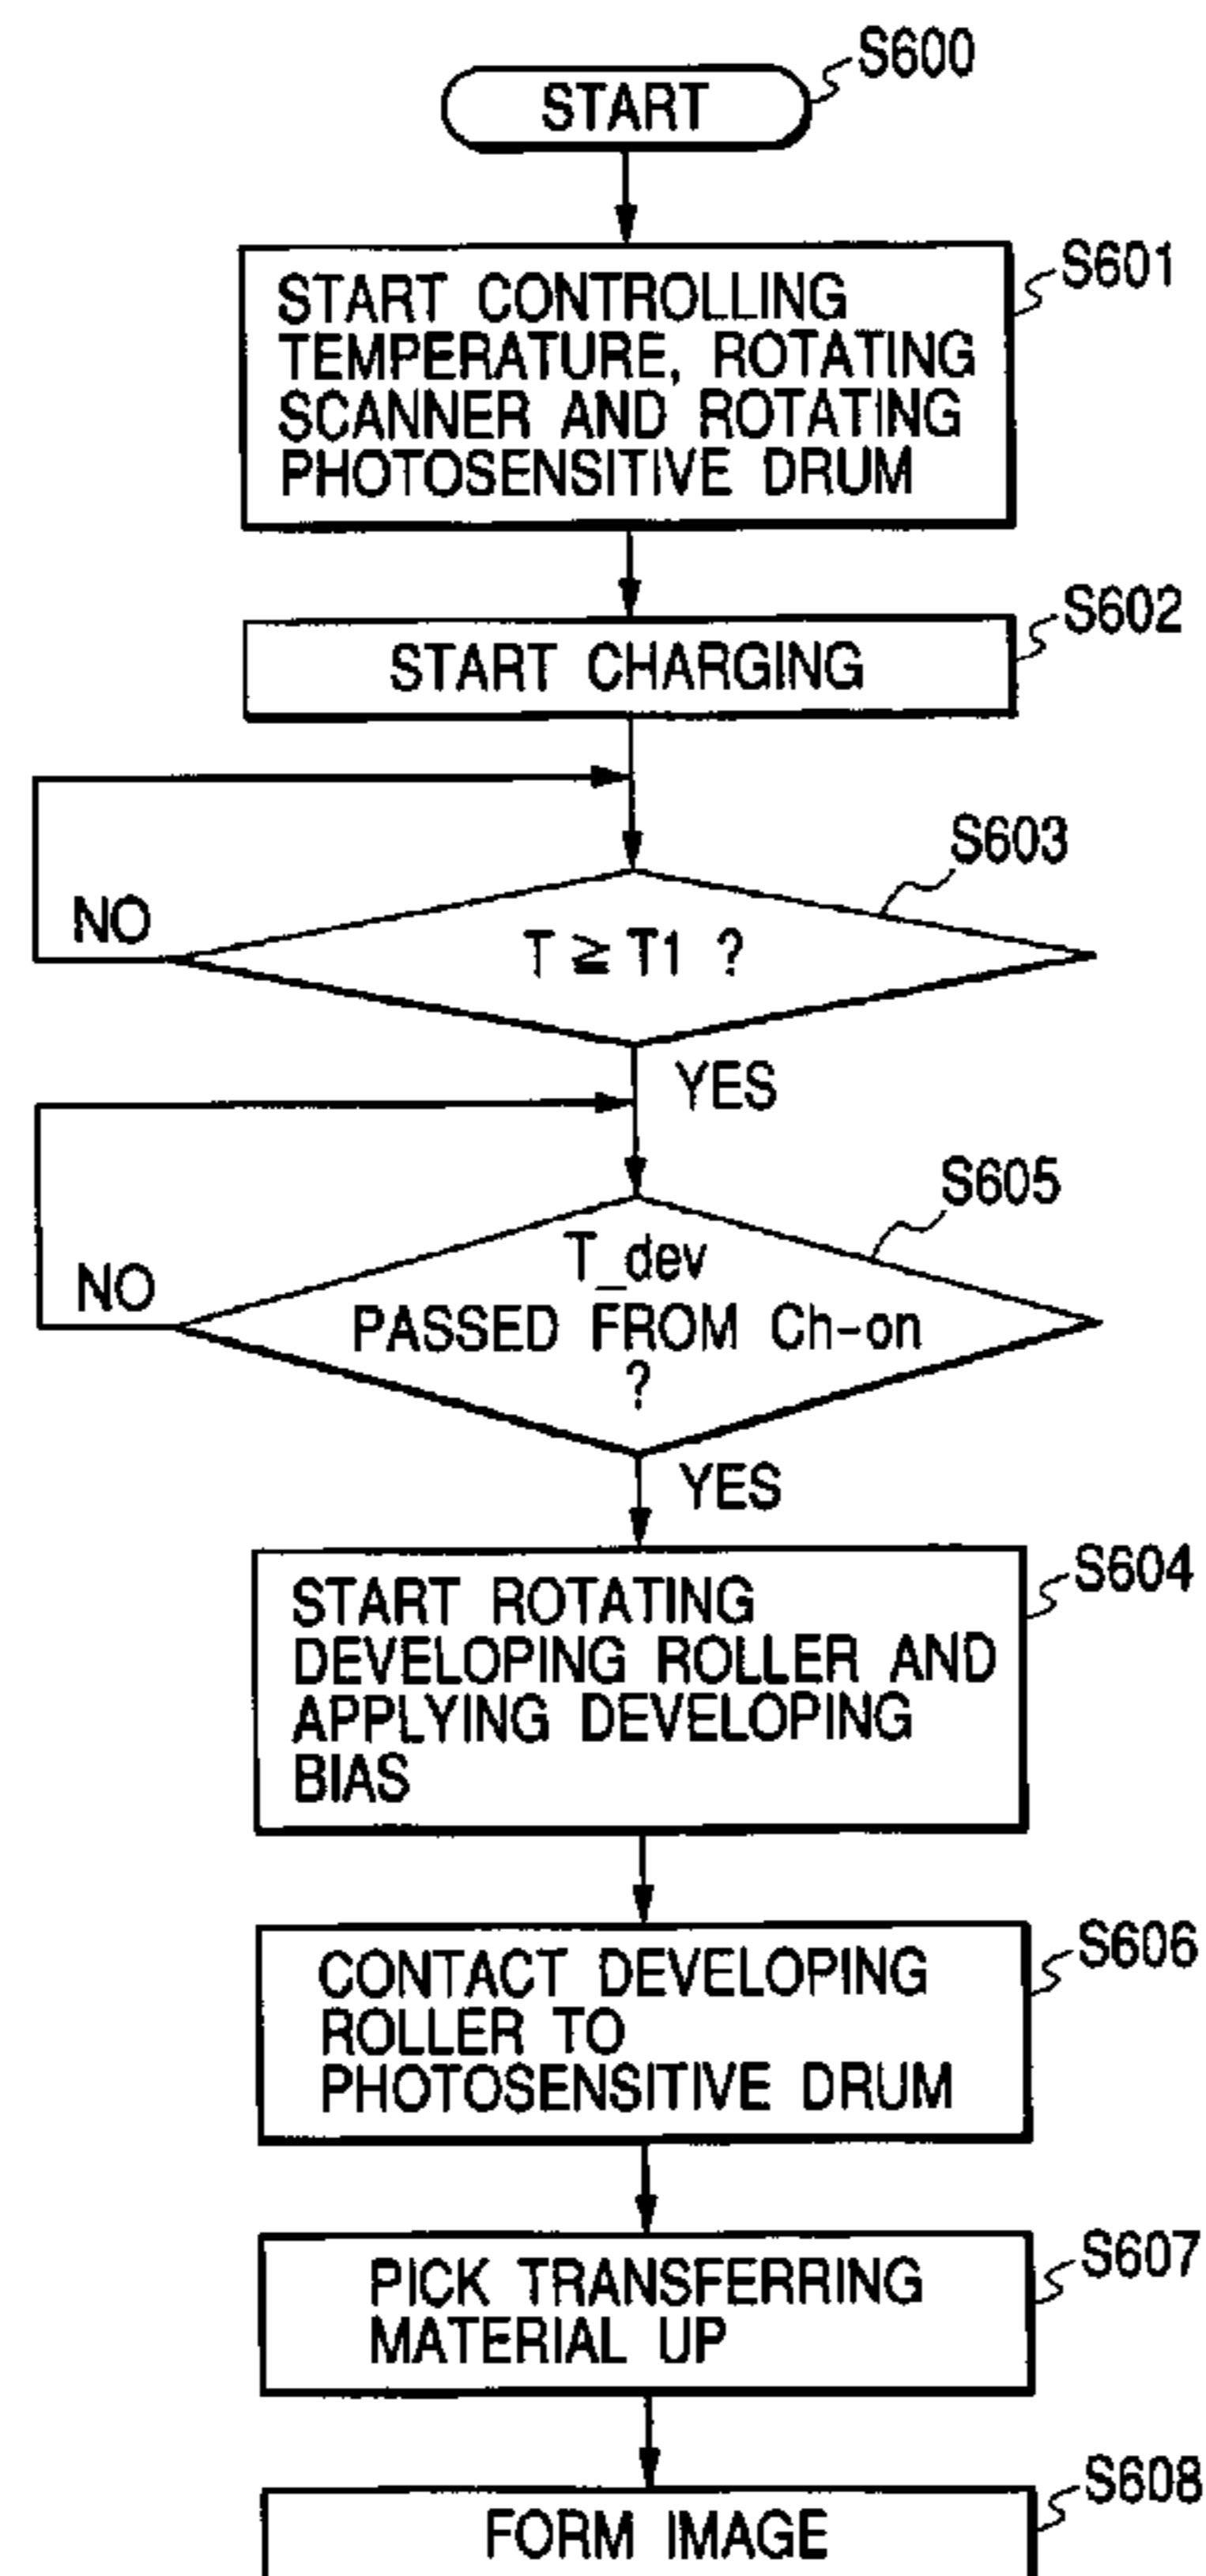 START
S600
START CONTROLLING
TEMPERATURE, ROTATING
SCANNER AND ROTATING
PHOTOSENSITIVE DRUM
S601
START CHARGING
S602
S603
NO
T ≧ T1 ?
YES
S605
T_dev
NO
PASSED FROM Ch-on
?
YES
S604
START ROTATING
DEVELOPING ROLLER AND
APPLYING DEVELOPING
BIAS
S606
CONTACT DEVELOPING
ROLLER TO
PHOTOSENSITIVE DRUM
S607
PICK TRANSFERRING
MATERIAL UP
S608
FORM IMAGE